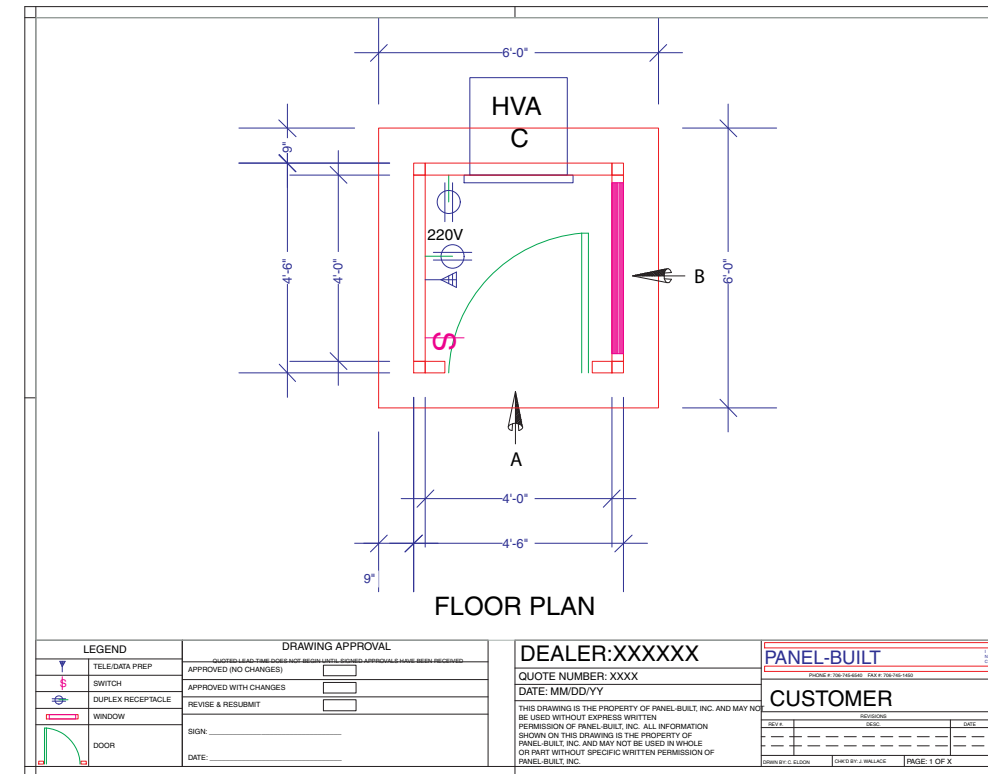 6'-0"
HVA
C
9"
220V
4'-6"
4'-0"
S
B
6'-0"
A
4'-0"
4'-6"
9"
FLOOR PLAN
LEGEND
TELE/DATA PREP
S SWITCH
DUPLEX RECEPTACLE
WINDOW
DOOR
DRAWING APPROVAL
QUOTED LEAD TIME DOES NOT BEGIN UNTIL SIGNED APPROVALS HAVE BEEN RECEIVED
APPROVED (NO CHANGES)
APPROVED WITH CHANGES
REVISE & RESUBMIT
SIGN:
DATE:
DEALER:XXXXXX
QUOTE NUMBER: XXXX
DATE: MM/DD/YY
THIS DRAWING IS THE PROPERTY OF PANEL-BUILT, INC. AND MAY NOT
BE USED WITHOUT EXPRESS WRITTEN
PERMISSION OF PANEL-BUILT, INC. ALL INFORMATION
SHOWN ON THIS DRAWING IS THE PROPERTY OF
PANEL-BUILT, INC. AND MAY NOT BE USED IN WHOLE
OR PART WITHOUT SPECIFIC WRITTEN PERMISSION OF
PANEL-BUILT, INC.
PANEL-BUILT
PHONE #: 706-745-6540 FAX #: 706-745-1450
CUSTOMER
REVISIONS
REV # DESC. DATE
DRWN BY: C. ELDON CHK'D BY: J. WALLACE PAGE: 1 OF X